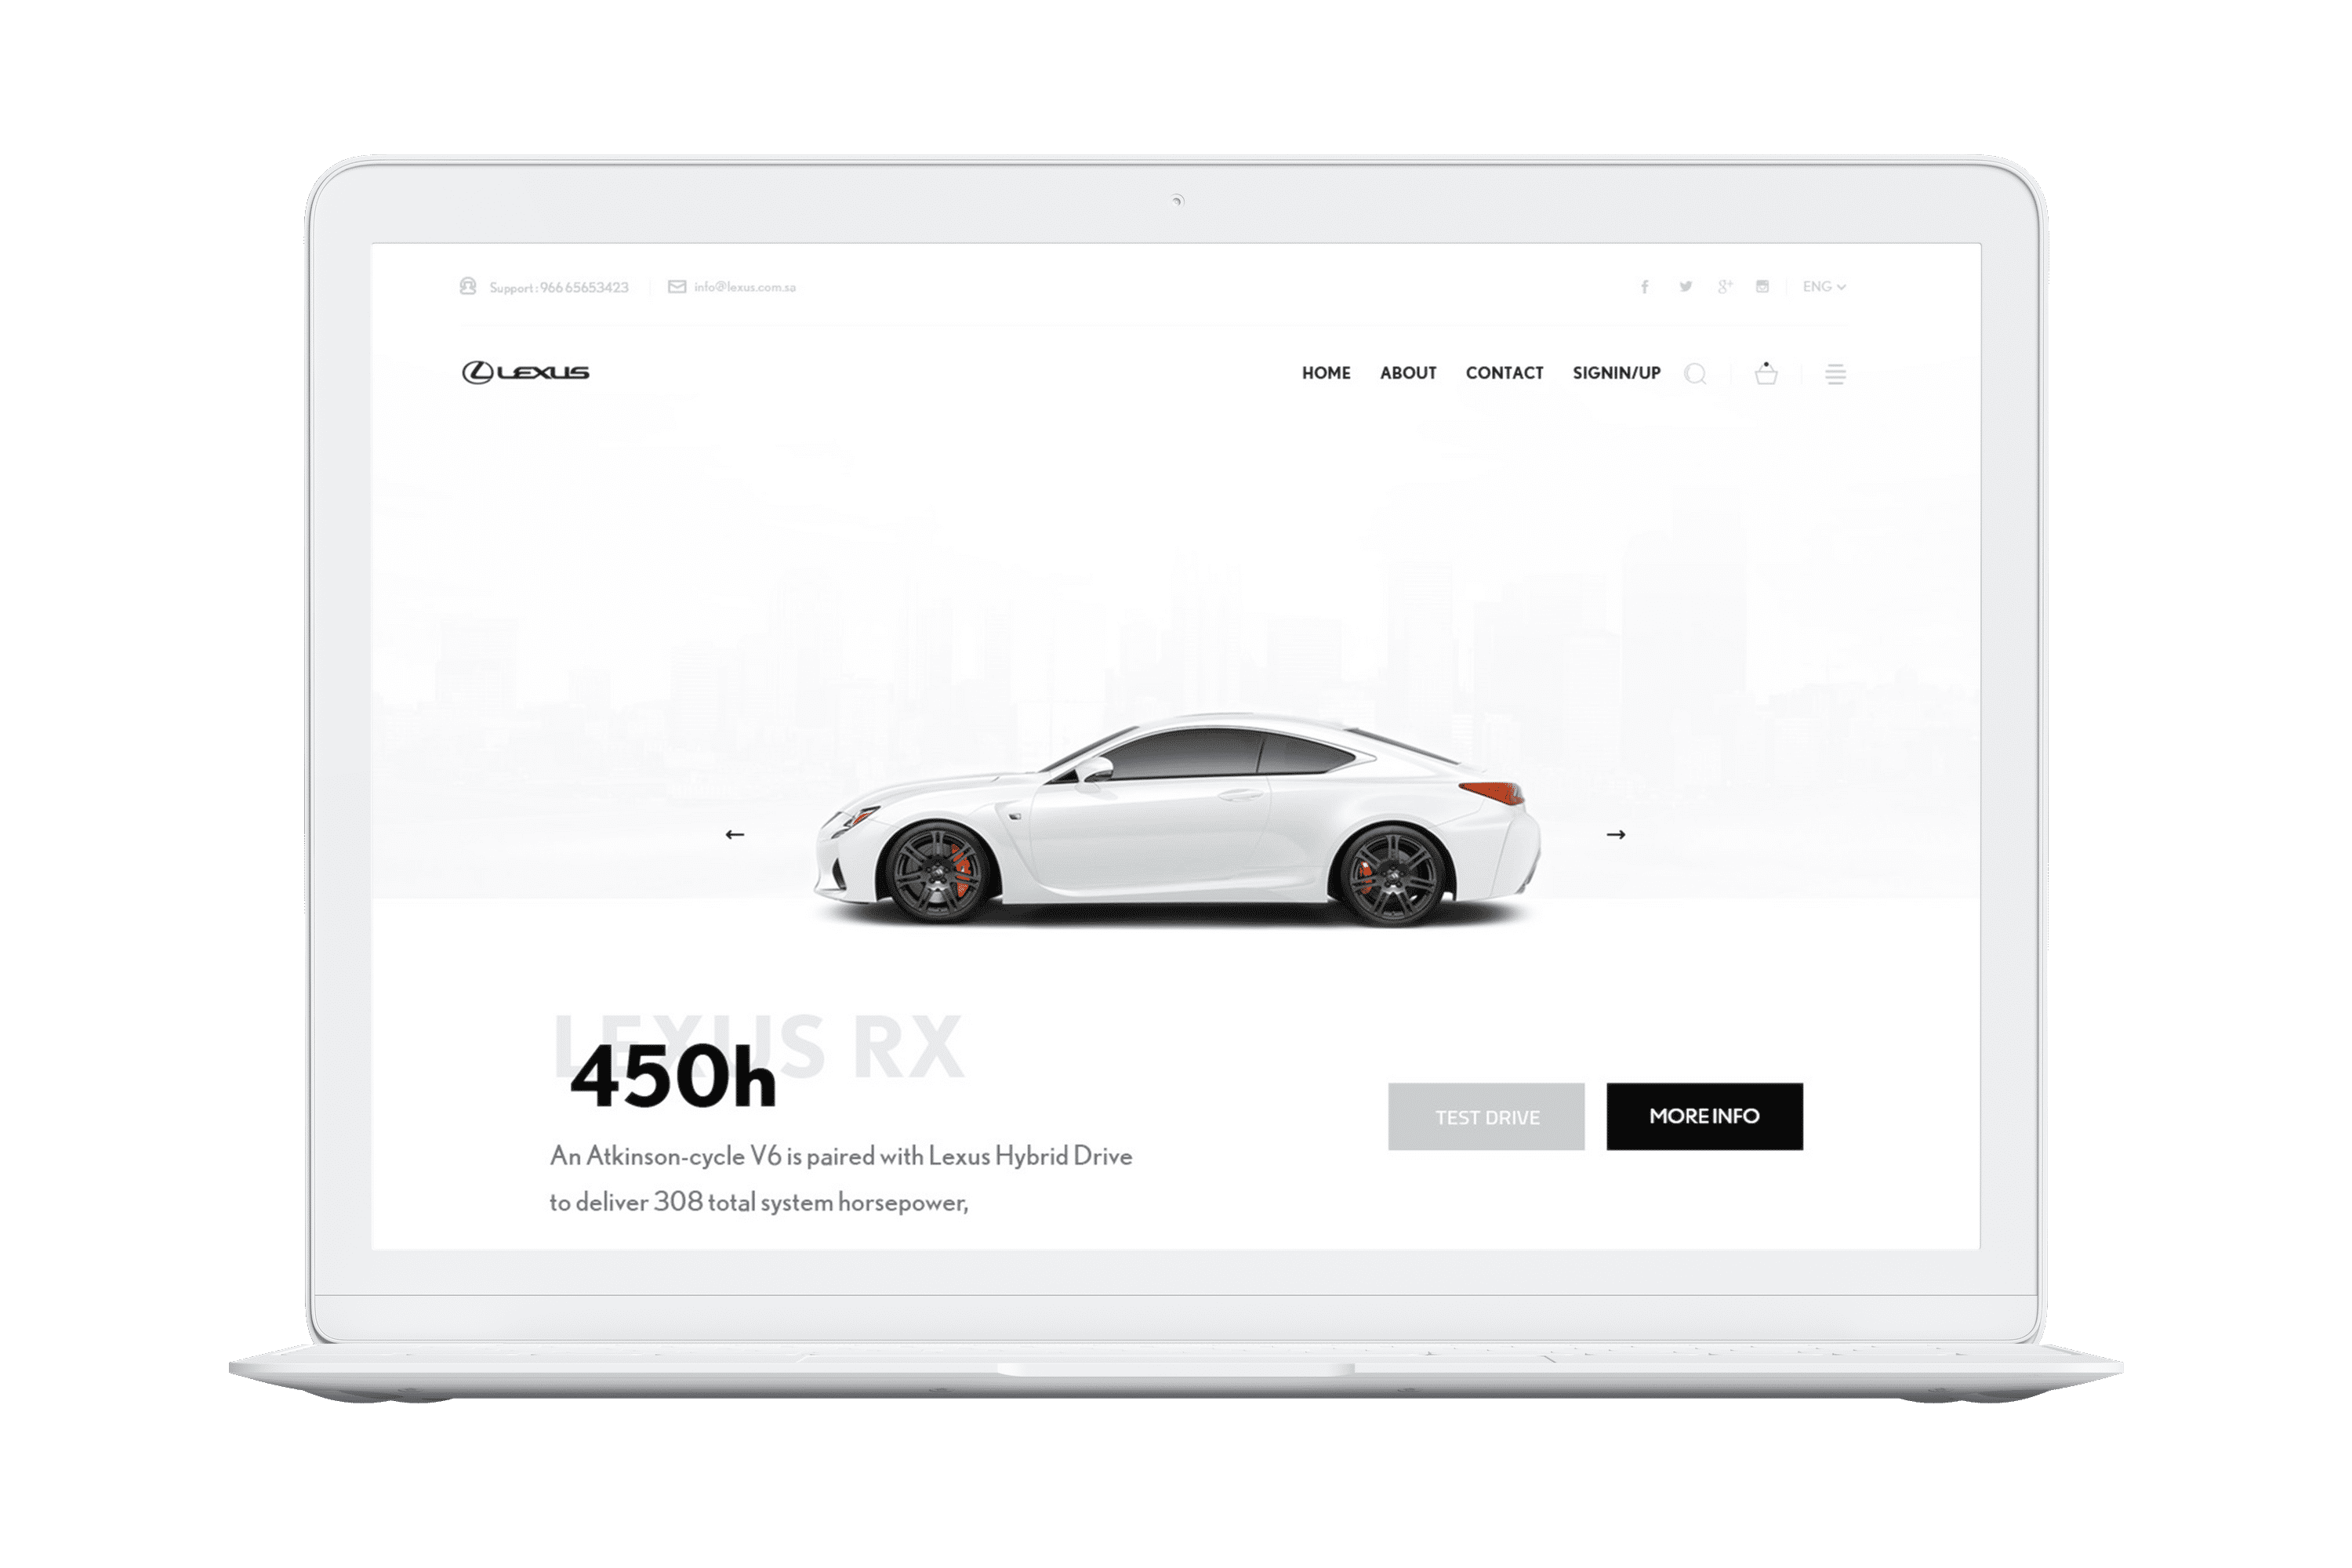 Support : 966 65653423 info@lexus.com.sa ENG
LEXUS HOME ABOUT CONTACT SIGNIN/UP
LEXUS RX
450h
An Atkinson-cycle V6 is paired with Lexus Hybrid Drive
to deliver 308 total system horsepower,
TEST DRIVE MORE INFO